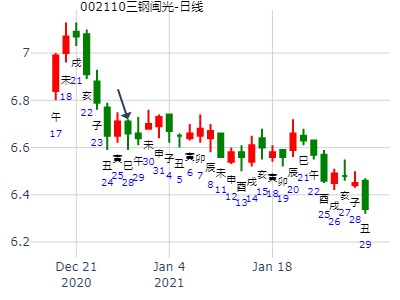 002110三钢闽光-日线
7
6.8
6.6
6.4
6.2
午
17
未
18
戌
21
亥
22
子
23
丑
24
寅
25
巳
28
午
29
未
30
申
31
子
4
丑
5
寅
6
卯
7
辰
8
未
11
申
12
酉
13
戌
14
亥
15
寅
18
卯
19
辰
20
巳
21
午
22
酉
25
戌
26
亥
27
子
28
丑
29
Dec 21
2020
Jan 4
2021
Jan 18